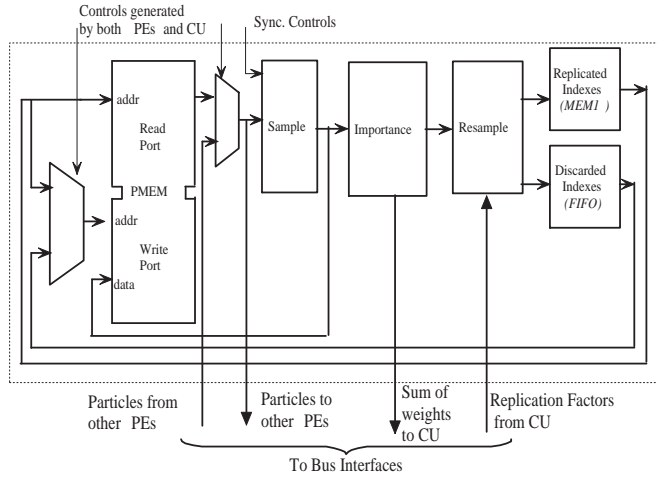 Controls generated
by both PEs and CU
Sync. Controls
addr
Read
Port
PMEM
addr
Write
Port
data
Sample
Importance
Resample
Replicated
Indexes
(MEM1 )
Discarded
Indexes
(FIFO)
Particles from
other PEs
Particles to
other PEs
Sum of
weights
to CU
Replication Factors
from CU
To Bus Interfaces